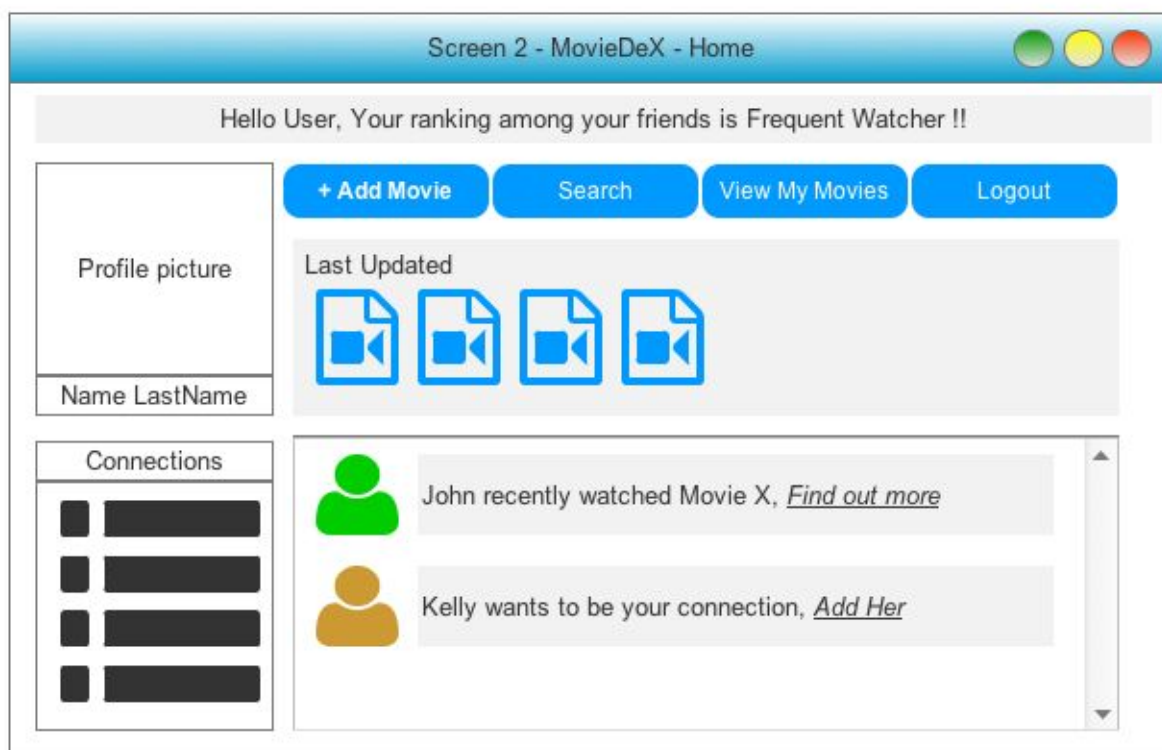 Screen 2 - MovieDeX - Home
Hello User, Your ranking among your friends is Frequent Watcher !!
+ Add Movie
Search
View My Movies
Logout
Profile picture
Name LastName
Last Updated
Connections
John recently watched Movie X, Find out more
Kelly wants to be your connection, Add Her